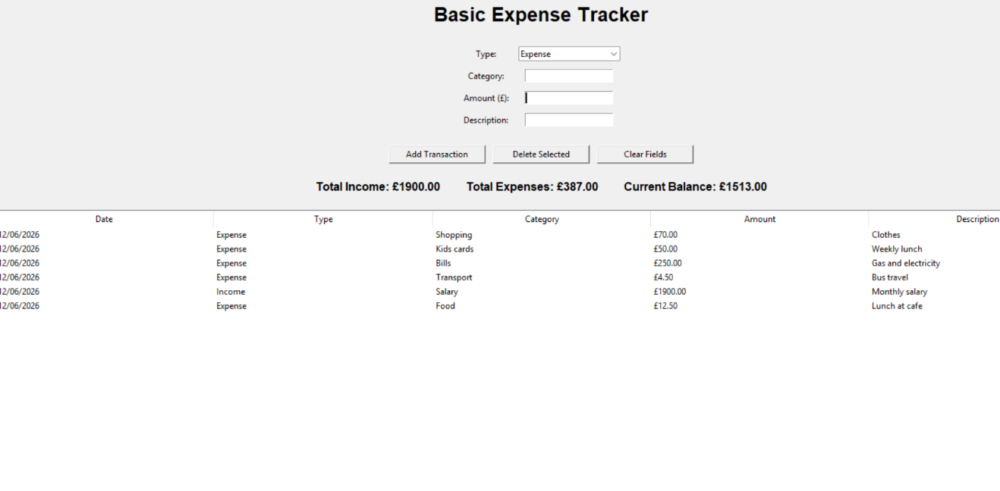 Basic Expense Tracker
Type: Expense
Category:
Amount (£):
Description:
Add Transaction Delete Selected Clear Fields
Total Income: £1900.00 Total Expenses: £387.00 Current Balance: £1513.00
Date Type Category Amount Description
12/06/2026 Expense Shopping £70.00 Clothes
12/06/2026 Expense Kids cards £50.00 Weekly lunch
12/06/2026 Expense Bills £250.00 Gas and electricity
12/06/2026 Expense Transport £4.50 Bus travel
12/06/2026 Income Salary £1900.00 Monthly salary
12/06/2026 Expense Food £12.50 Lunch at cafe